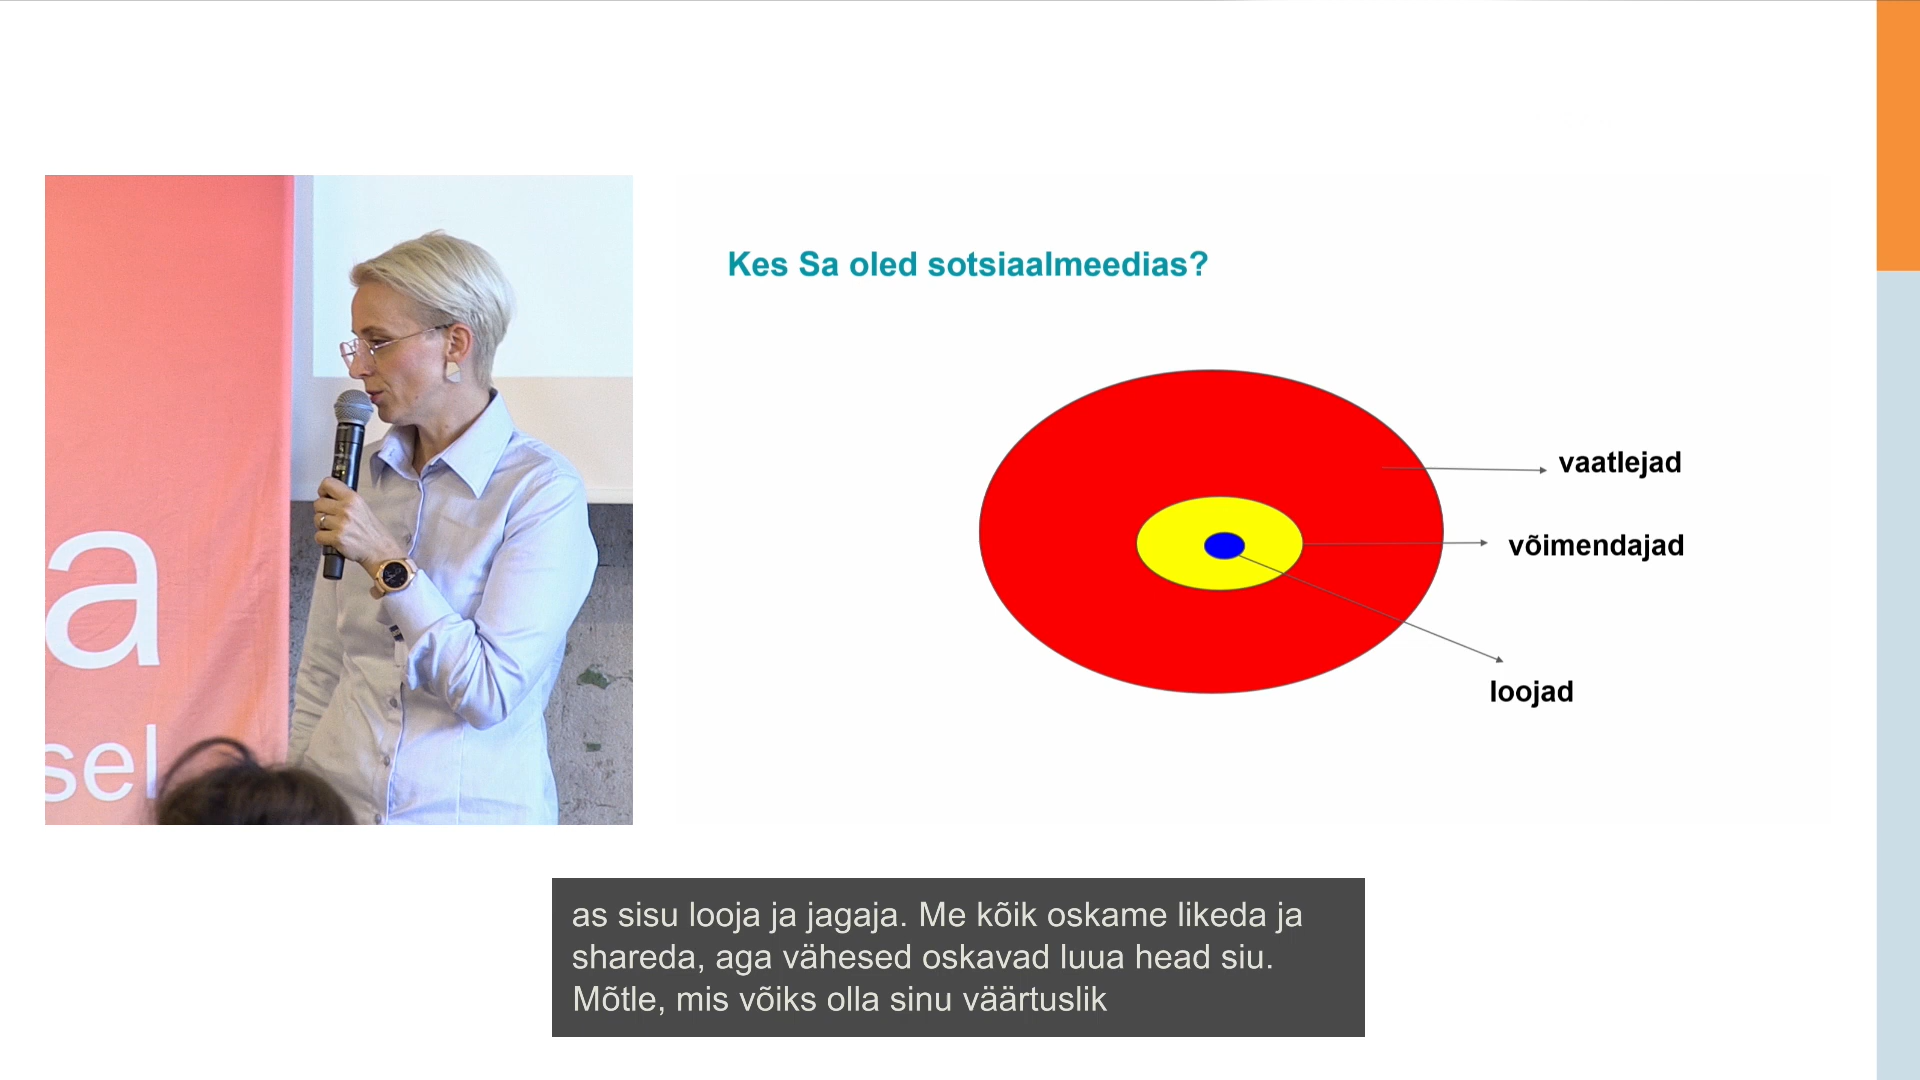 Kes Sa oled sotsiaalmeedias?
vaatlejad
võimendajad
loojad
a
sel
as sisu looja ja jagaja. Me kõik oskame likeda ja
shareda, aga vähesed oskavad luua head siu.
Mõtle, mis võiks olla sinu väärtuslik